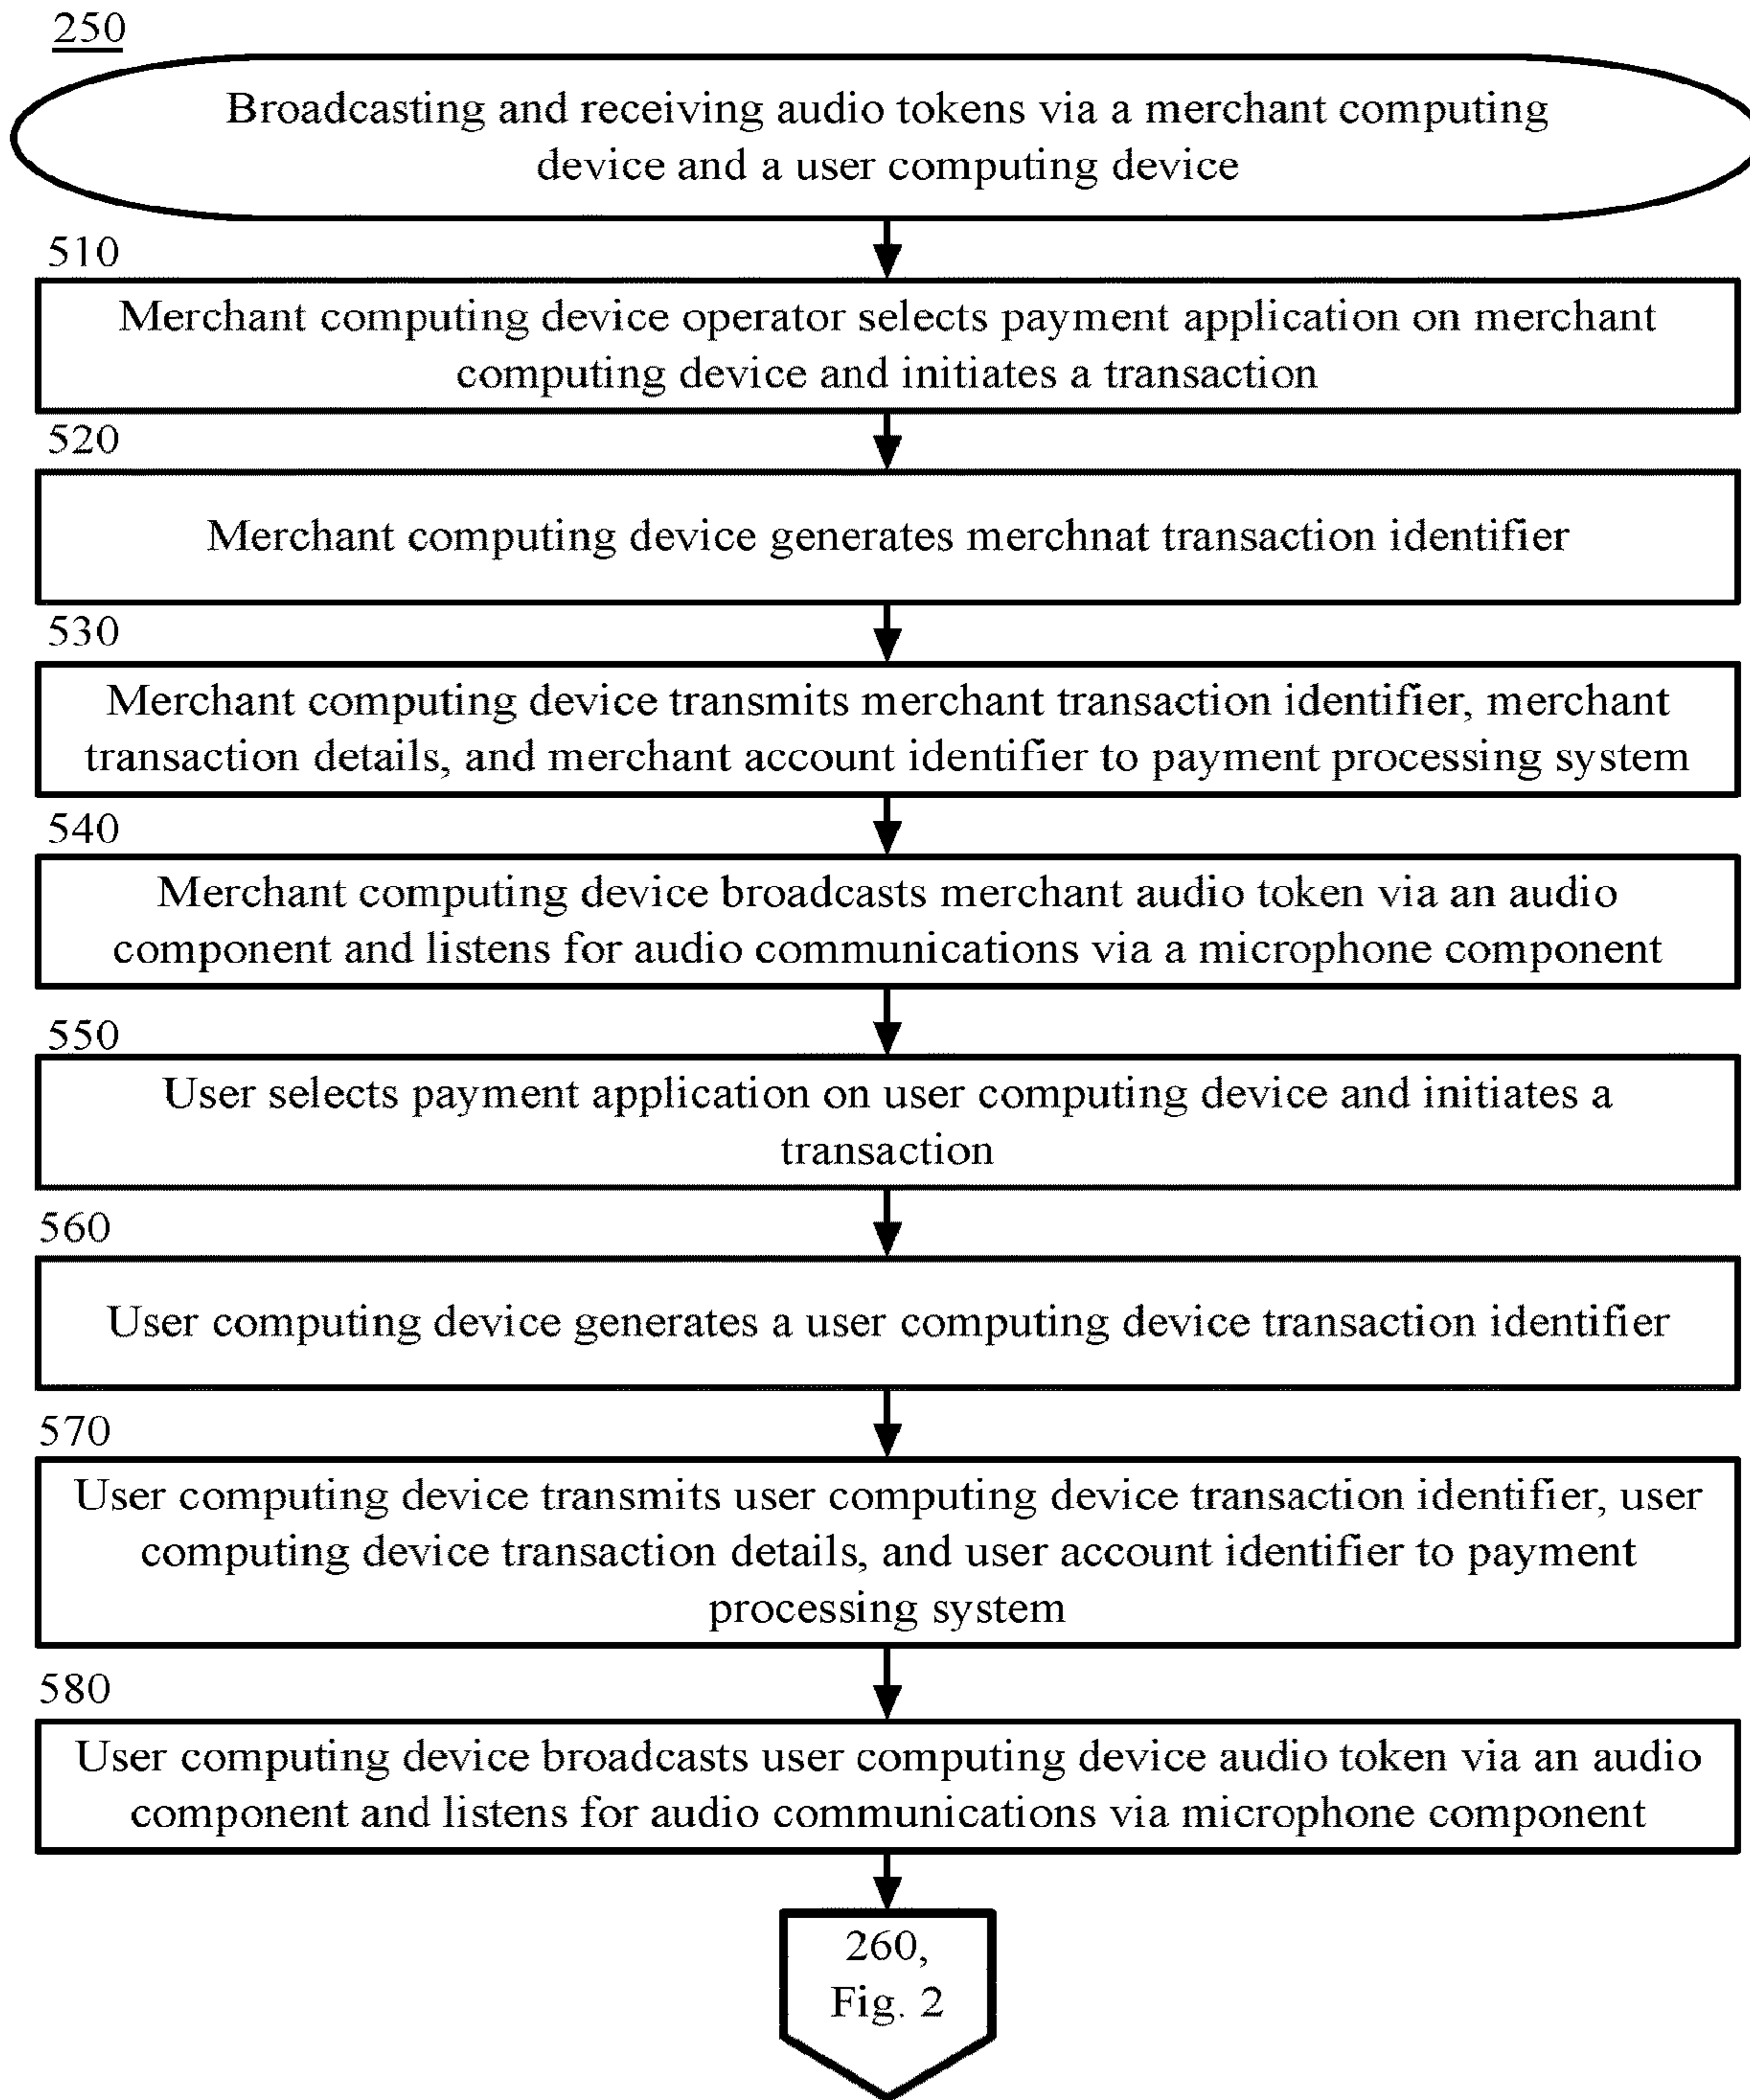 250
Broadcasting and receiving audio tokens via a merchant computing
device and a user computing device
510
Merchant computing device operator selects payment application on merchant
computing device and initiates a transaction
520
Merchant computing device generates merchnat transaction identifier
530
Merchant computing device transmits merchant transaction identifier, merchant
transaction details, and merchant account identifier to payment processing system
540
Merchant computing device broadcasts merchant audio token via an audio
component and listens for audio communications via a microphone component
550
User selects payment application on user computing device and initiates a
transaction
560
User computing device generates a user computing device transaction identifier
570
User computing device transmits user computing device transaction identifier, user
computing device transaction details, and user account identifier to payment
processing system
580
User computing device broadcasts user computing device audio token via an audio
component and listens for audio communications via microphone component
260,
Fig. 2